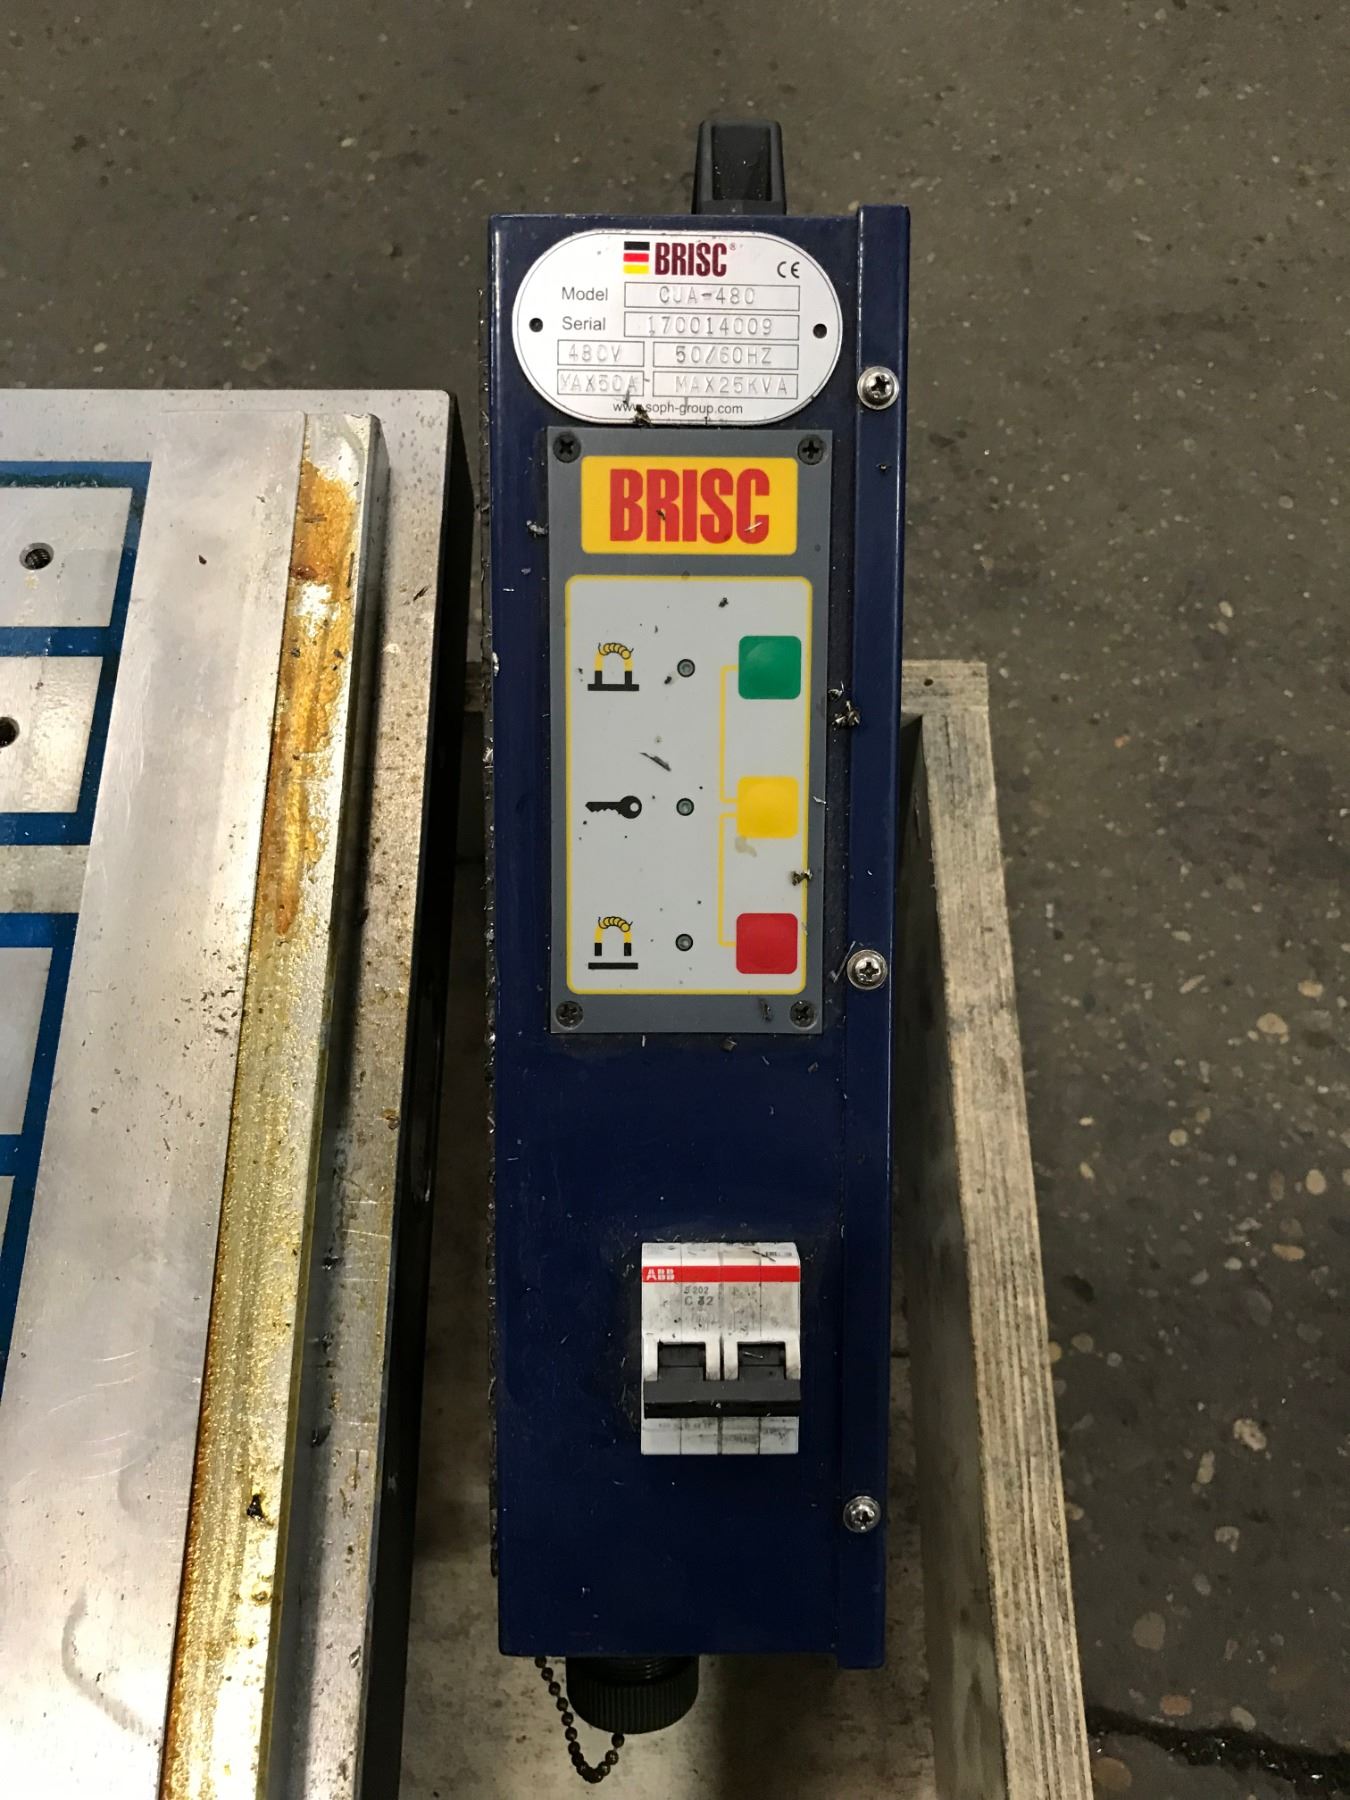 BRISC®
CE
Model CUA-480
Serial 170014009
480V 50/60HZ
MAX50A MAX25KVA
www.soph-group.com
BRISC
ABB
S202
C 32